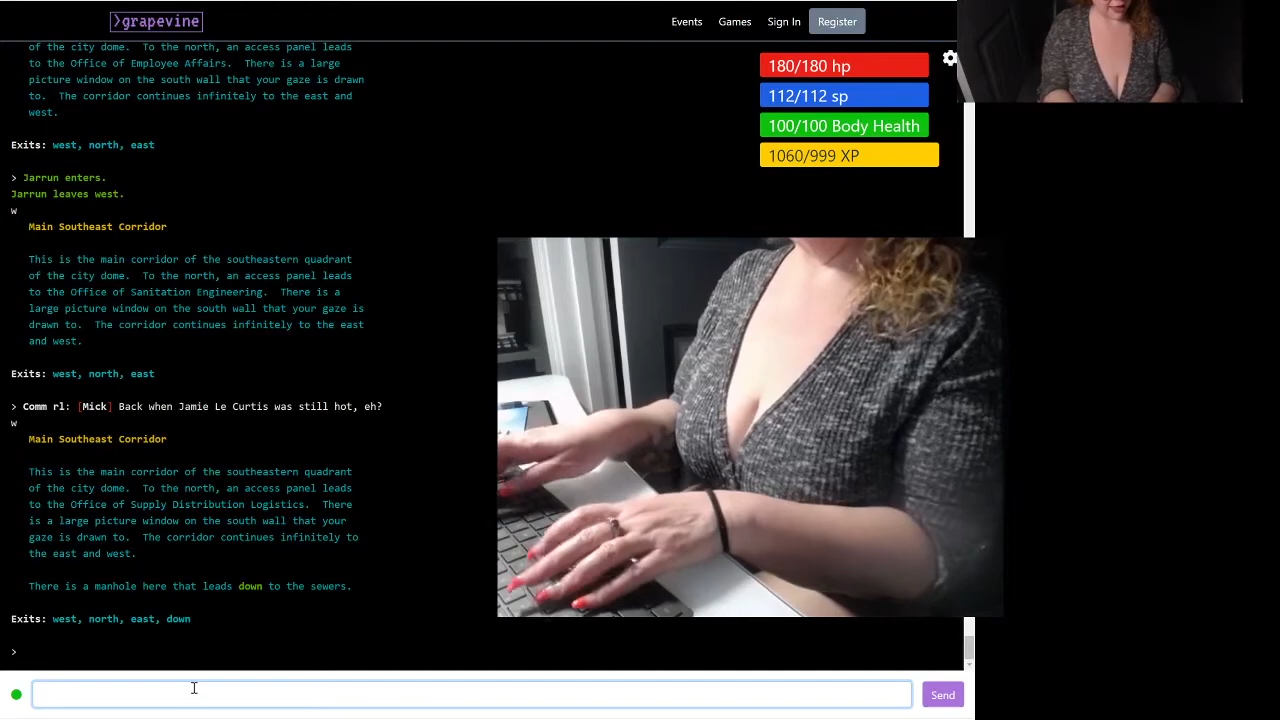 >grapevine
Events Games Sign In Register
of the city dome. To the north, an access panel leads
to the Office of Employee Affairs. There is a large
picture window on the south wall that your gaze is drawn
to. The corridor continues infinitely to the east and
west.
Exits: west, north, east
> Jarrun enters.
Jarrun leaves west.
w
Main Southeast Corridor
This is the main corridor of the southeastern quadrant
of the city dome. To the north, an access panel leads
to the Office of Sanitation Engineering. There is a
large picture window on the south wall that your gaze is
drawn to. The corridor continues infinitely to the east
and west.
Exits: west, north, east
> Comm rl: [Mick] Back when Jamie Le Curtis was still hot, eh?
w
Main Southeast Corridor
This is the main corridor of the southeastern quadrant
of the city dome. To the north, an access panel leads
to the Office of Supply Distribution Logistics. There
is a large picture window on the south wall that your
gaze is drawn to. The corridor continues infinitely to
the east and west.
There is a manhole here that leads down to the sewers.
Exits: west, north, east, down
>
180/180 hp
112/112 sp
100/100 Body Health
1060/999 XP
Send